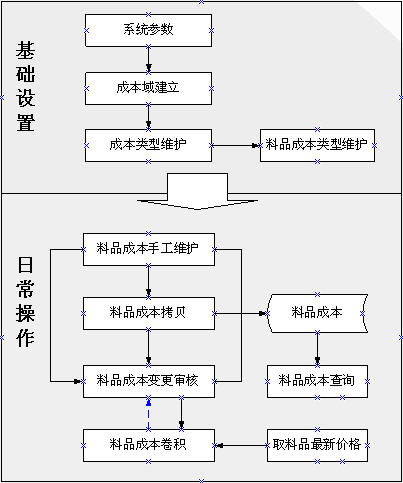 基础设置
系统参数
成本域建立
成本类型维护
料品成本类型维护
日常操作
料品成本手工维护
料品成本拷贝
料品成本
料品成本变更审核
料品成本查询
料品成本卷积
取料品最新价格